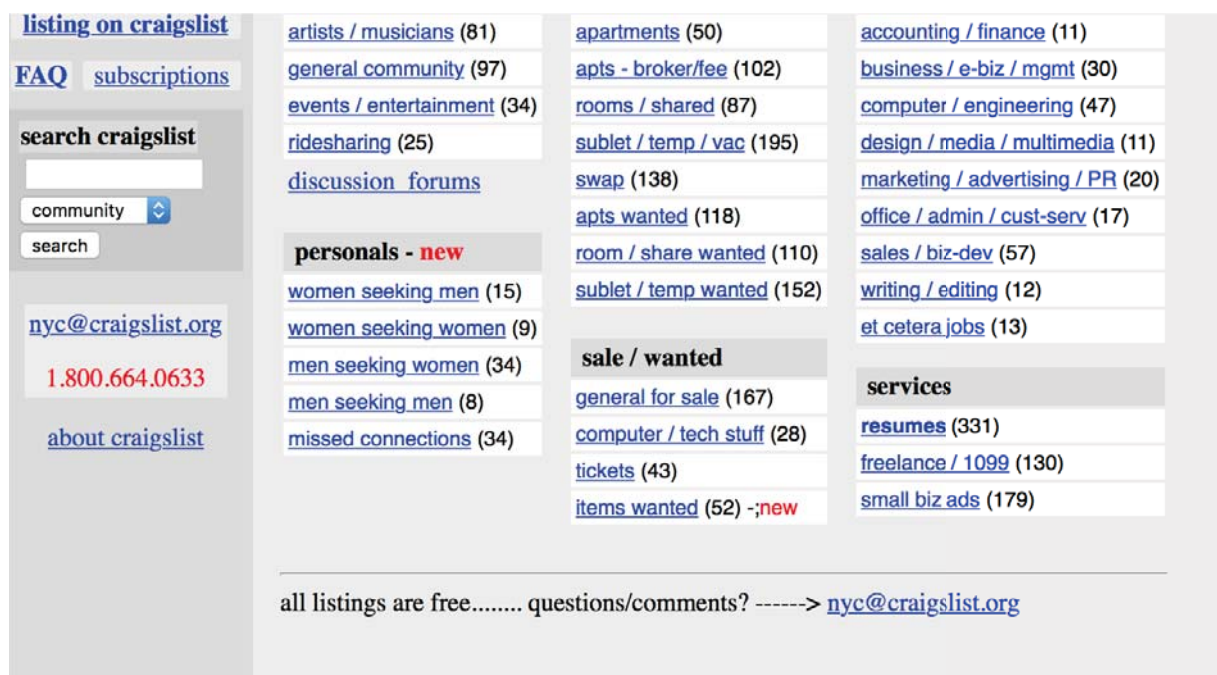 listing on craigslist
FAQ subscriptions
search craigslist
community
search
nyc@craigslist.org
1.800.664.0633
about craigslist
artists / musicians (81)
general community (97)
events / entertainment (34)
ridesharing (25)
discussion forums
personals - new
women seeking men (15)
women seeking women (9)
men seeking women (34)
men seeking men (8)
missed connections (34)
apartments (50)
apts - broker/fee (102)
rooms / shared (87)
sublet / temp / vac (195)
swap (138)
apts wanted (118)
room / share wanted (110)
sublet / temp wanted (152)
sale / wanted
general for sale (167)
computer / tech stuff (28)
tickets (43)
items wanted (52) -;new
accounting / finance (11)
business / e-biz / mgmt (30)
computer / engineering (47)
design / media / multimedia (11)
marketing / advertising / PR (20)
office / admin / cust-serv (17)
sales / biz-dev (57)
writing / editing (12)
et cetera jobs (13)
services
resumes (331)
freelance / 1099 (130)
small biz ads (179)
all listings are free........ questions/comments? ------> nyc@craigslist.org